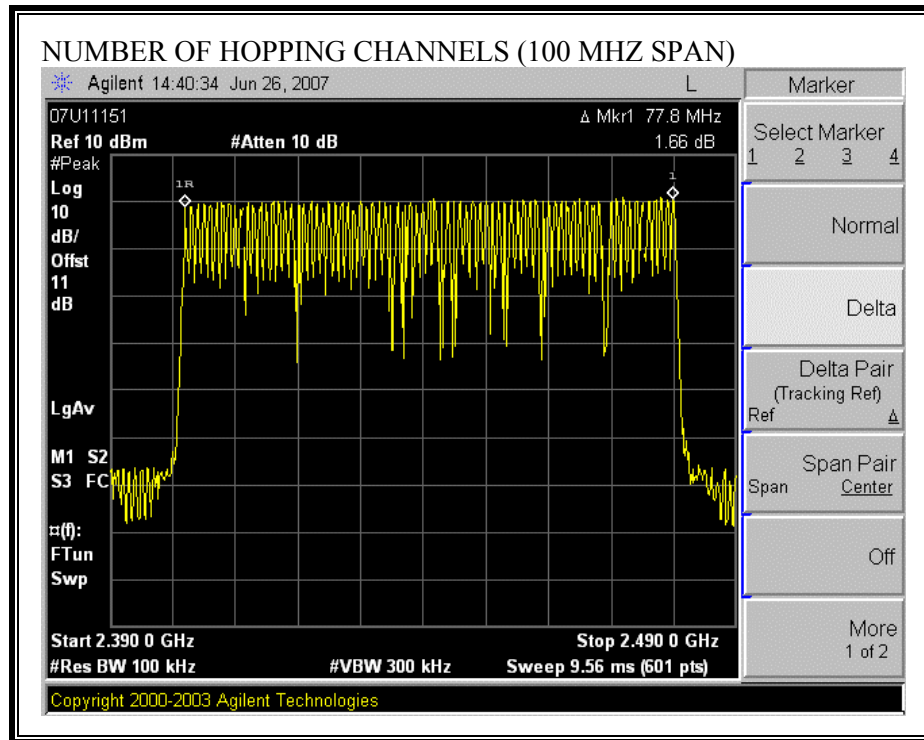 NUMBER OF HOPPING CHANNELS (100 MHZ SPAN)
Agilent 14:40:34 Jun 26, 2007 L
07U11151 Δ Mkr1 77.8 MHz
Ref 10 dBm #Atten 10 dB 1.66 dB
#Peak
Log
10
dB/
Offst
11
dB
1R
1
LgAv
M1 S2
S3 FC
¤(f):
FTun
Swp
Start 2.390 0 GHz Stop 2.490 0 GHz
#Res BW 100 kHz #VBW 300 kHz Sweep 9.56 ms (601 pts)
Copyright 2000-2003 Agilent Technologies
Marker
Select Marker
1 2 3 4
Normal
Delta
Delta Pair
(Tracking Ref)
Ref Δ
Span Pair
Span Center
Off
More
1 of 2